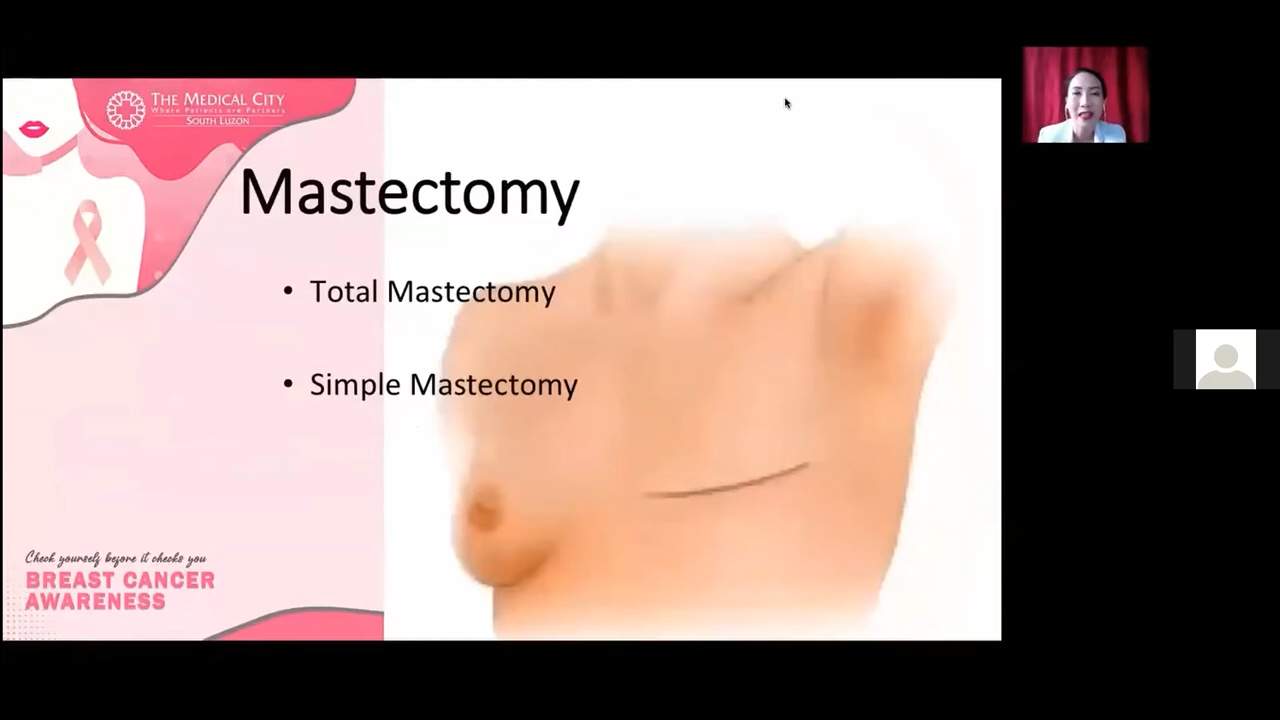 THE MEDICAL CITY
Where Patients are Partners
SOUTH LUZON
Mastectomy
• Total Mastectomy
• Simple Mastectomy
Check yourself before it checks you
BREAST CANCER
AWARENESS